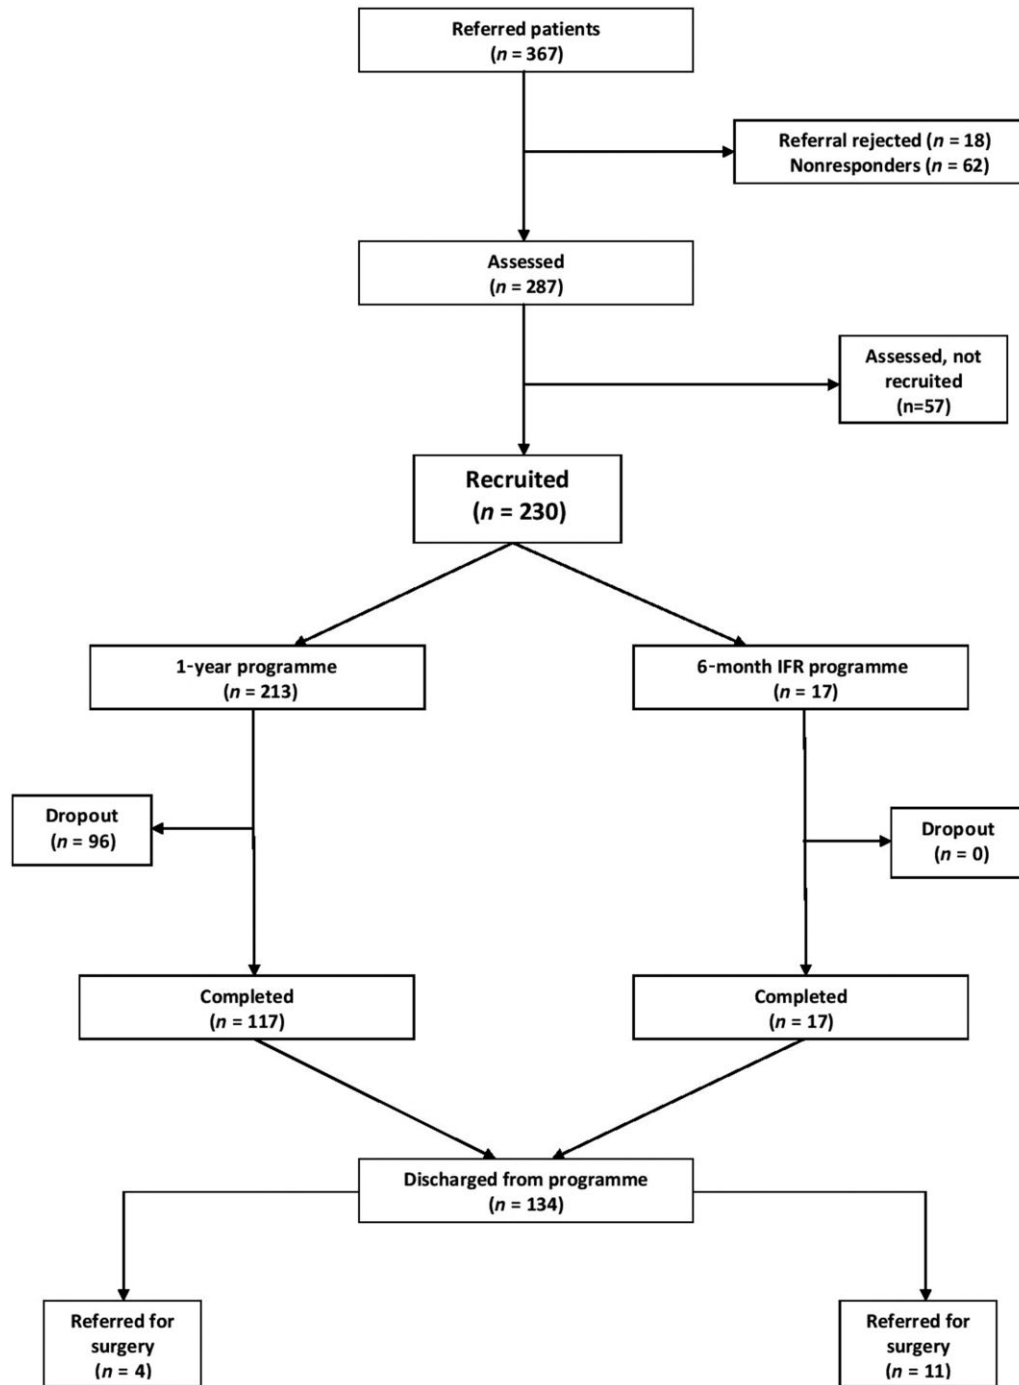 Referred patients
(n = 367)
Referral rejected (n = 18)
Nonresponders (n = 62)
Assessed
(n = 287)
Assessed, not
recruited
(n=57)
Recruited
(n = 230)
1-year programme
(n = 213)
6-month IFR programme
(n = 17)
Dropout
(n = 96)
Dropout
(n = 0)
Completed
(n = 117)
Completed
(n = 17)
Discharged from programme
(n = 134)
Referred for
surgery
(n = 4)
Referred for
surgery
(n = 11)